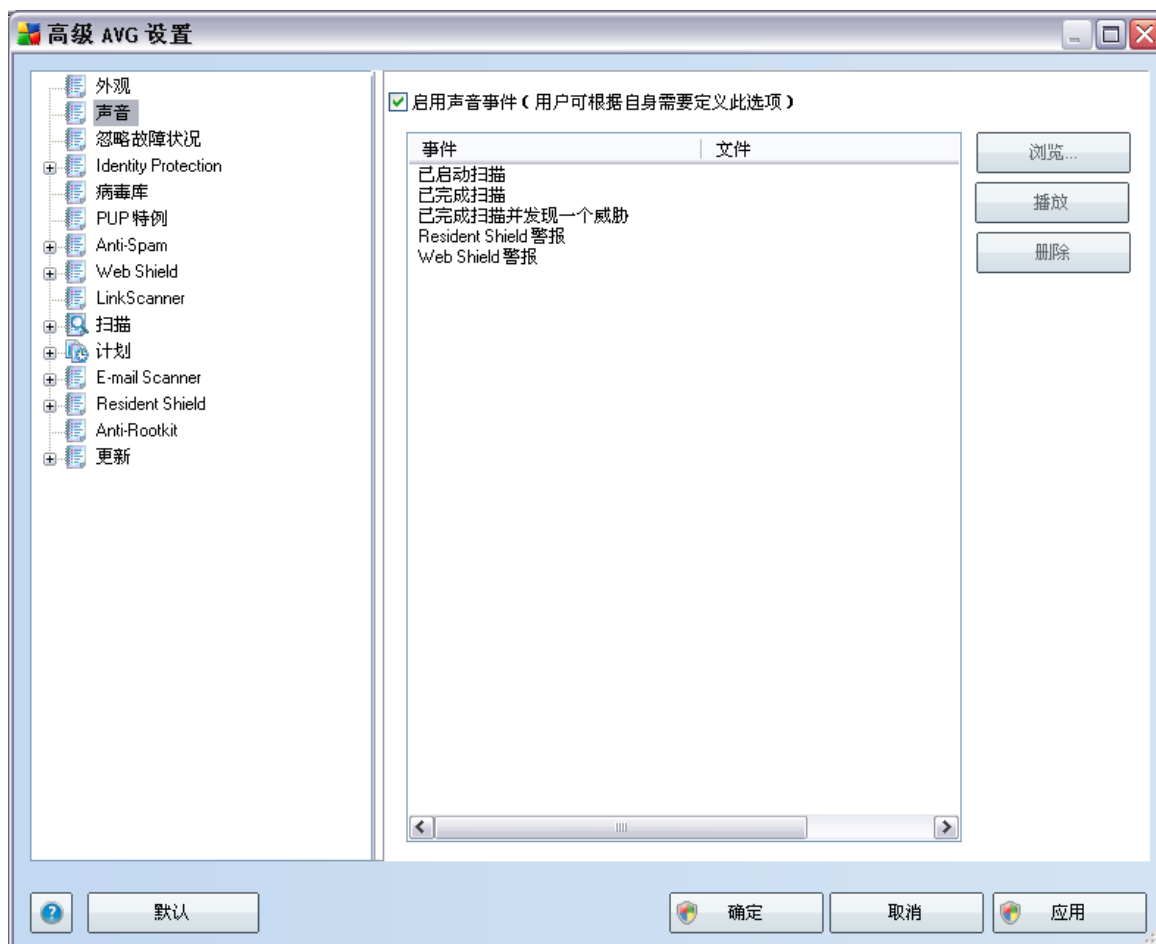 高级 AVG 设置
外观
声音
忽略故障状况
Identity Protection
病毒库
PUP 特例
Anti-Spam
Web Shield
LinkScanner
扫描
计划
E-mail Scanner
Resident Shield
Anti-Rootkit
更新
启用声音事件 ( 用户可根据自身需要定义此选项 )
事件 文件
已启动扫描
已完成扫描
已完成扫描并发现一个威胁
Resident Shield 警报
Web Shield 警报
浏览...
播放
删除
默认
确定
取消
应用